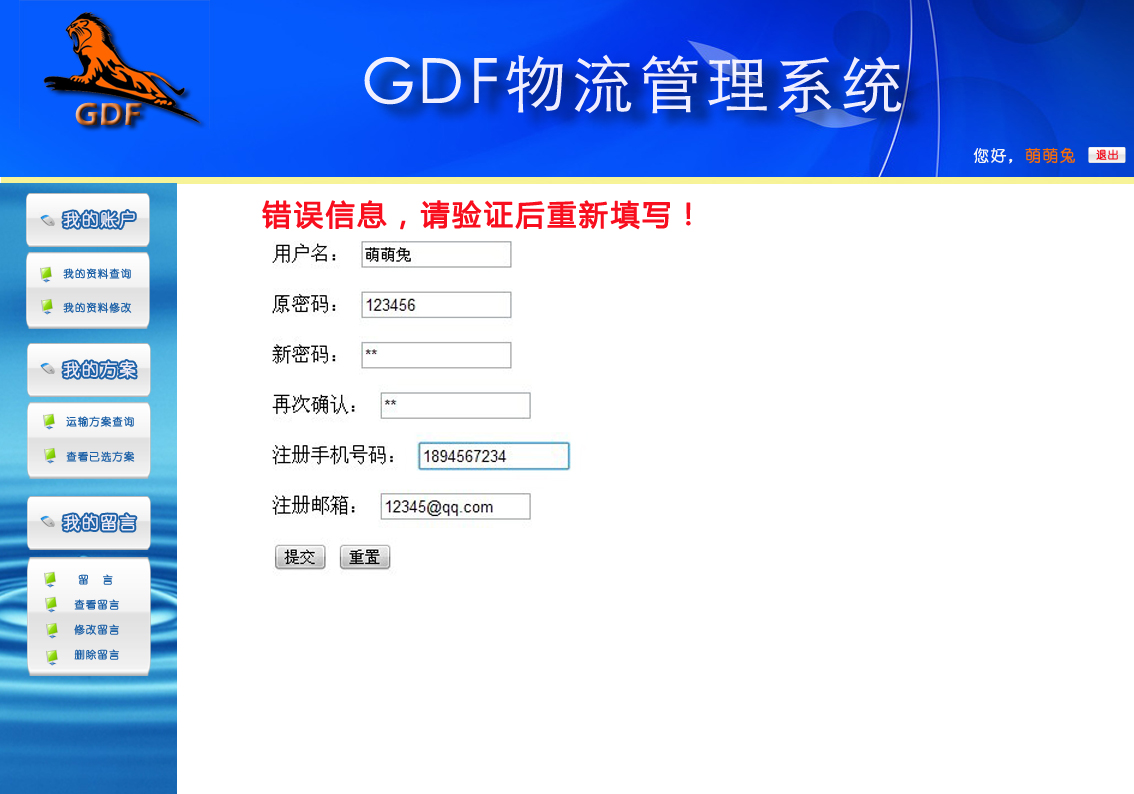 GDF
GDF物流管理系统
您好，萌萌兔 退出
我的账户
我的资料查询
我的资料修改
我的方案
运输方案查询
查看已选方案
我的留言
留 言
查看留言
修改留言
删除留言
错误信息，请验证后重新填写！
用户名： 萌萌兔
原密码： 123456
新密码： **
再次确认： **
注册手机号码： 1894567234
注册邮箱： 12345@qq.com
提交 重置